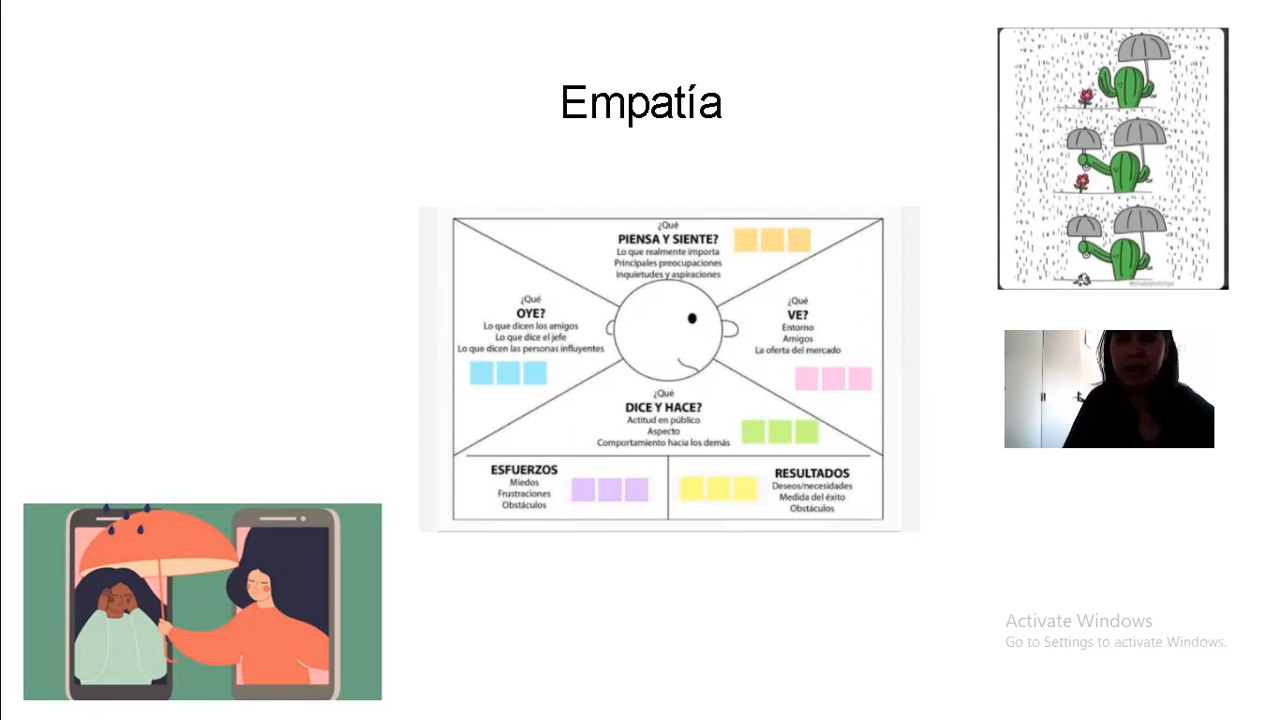 Empatía
¿Qué
PIENSA Y SIENTE?
Lo que realmente importa
Principales preocupaciones
Inquietudes y aspiraciones
¿Qué
OYE?
Lo que dicen los amigos
Lo que dice el jefe
Lo que dicen las personas influyentes
¿Qué
VE?
Entorno
Amigos
La oferta del mercado
¿Qué
DICE Y HACE?
Actitud en público
Aspecto
Comportamiento hacia los demás
ESFUERZOS
Miedos
Frustraciones
Obstáculos
RESULTADOS
Deseos/necesidades
Medida del éxito
Obstáculos
Activate Windows
Go to Settings to activate Windows.